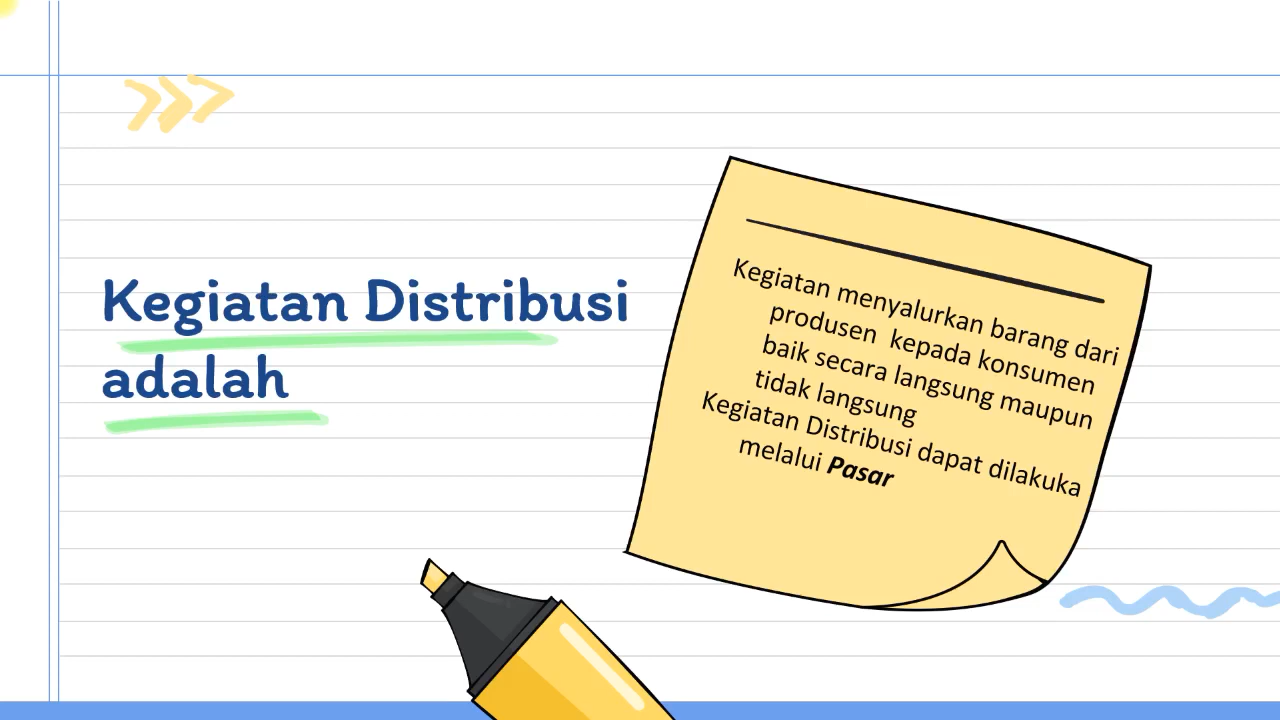 Kegiatan Distribusi
adalah
Kegiatan menyalurkan barang dari
produsen kepada konsumen
baik secara langsung maupun
tidak langsung
Kegiatan Distribusi dapat dilakuka
melalui Pasar